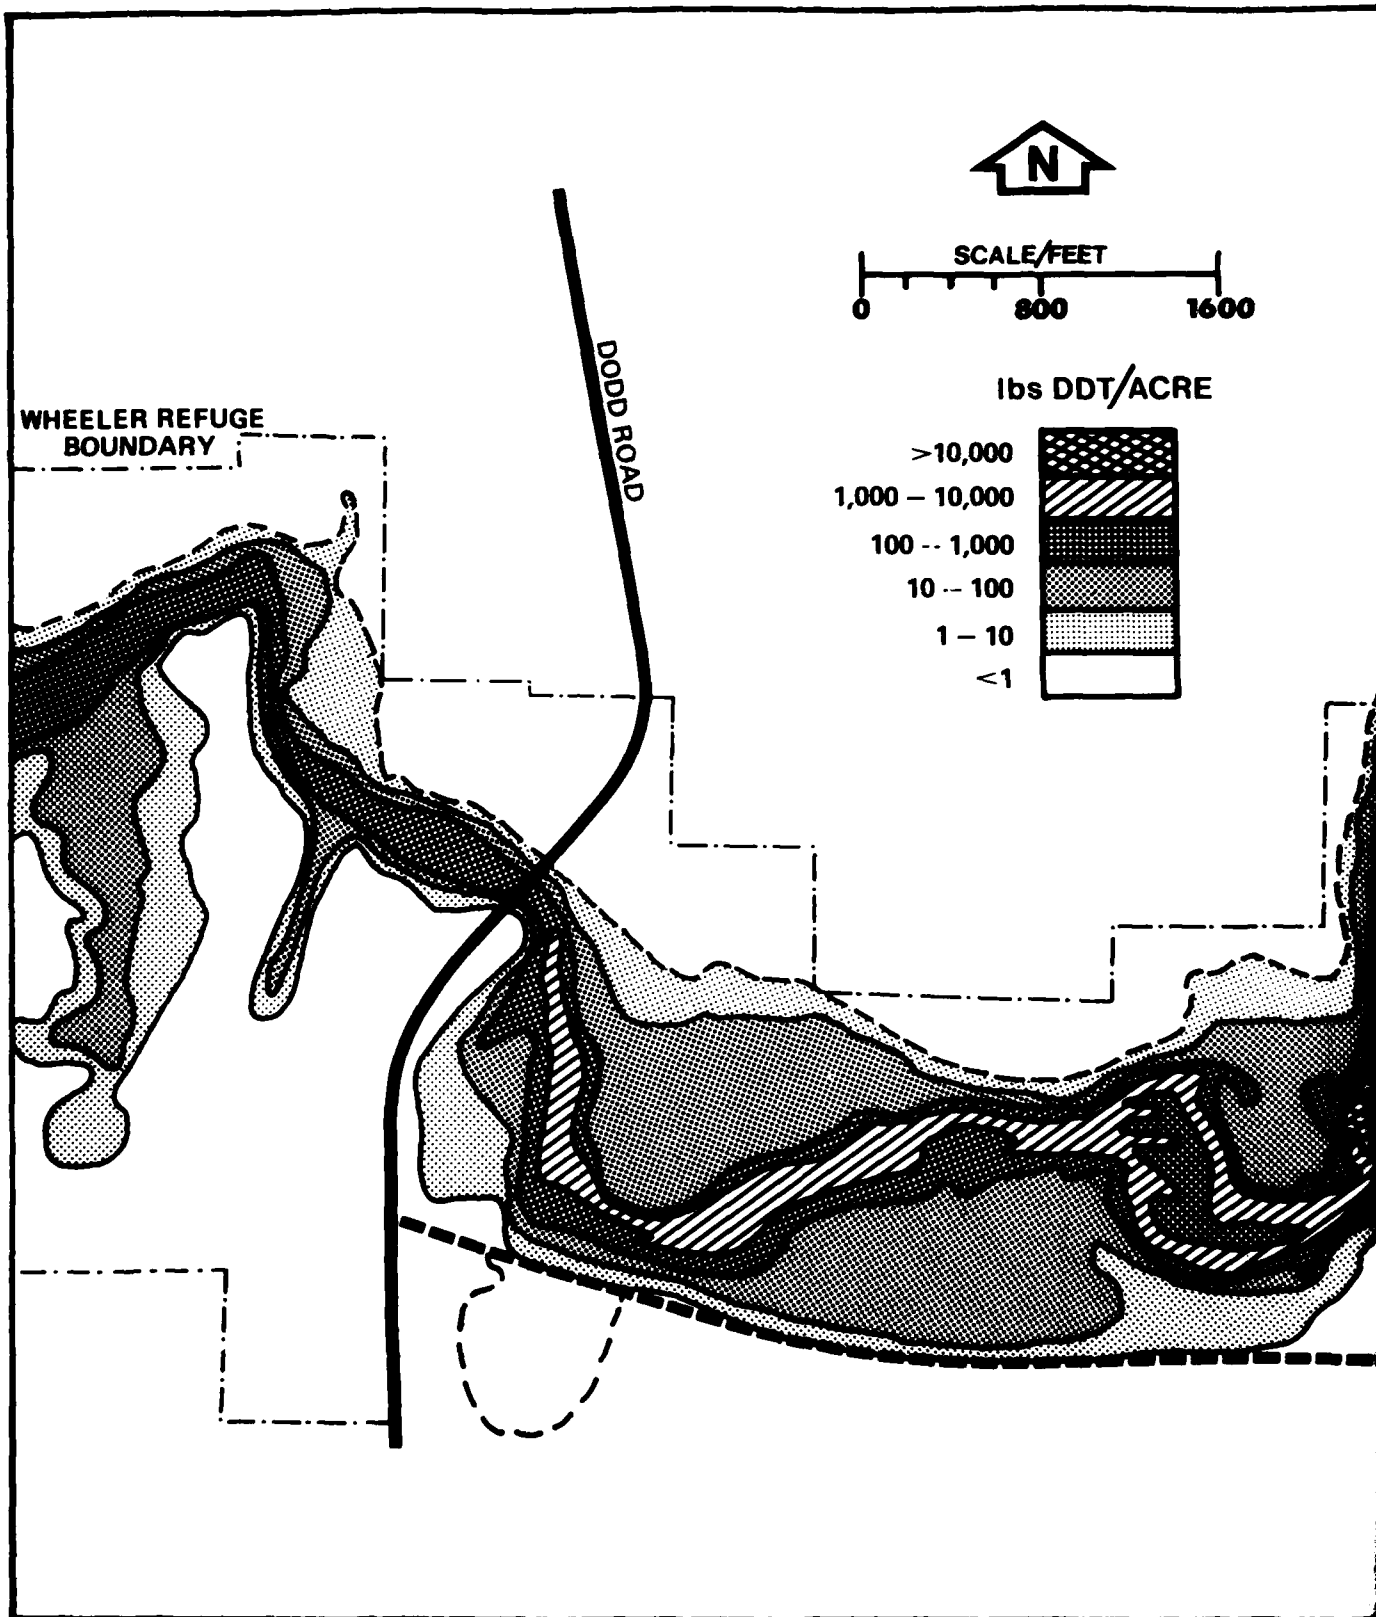 N
SCALE/FEET
0 800 1600
DODD ROAD
lbs DDT/ACRE
WHEELER REFUGE
BOUNDARY
>10,000
1,000 – 10,000
100 -- 1,000
10 -- 100
1 – 10
<1